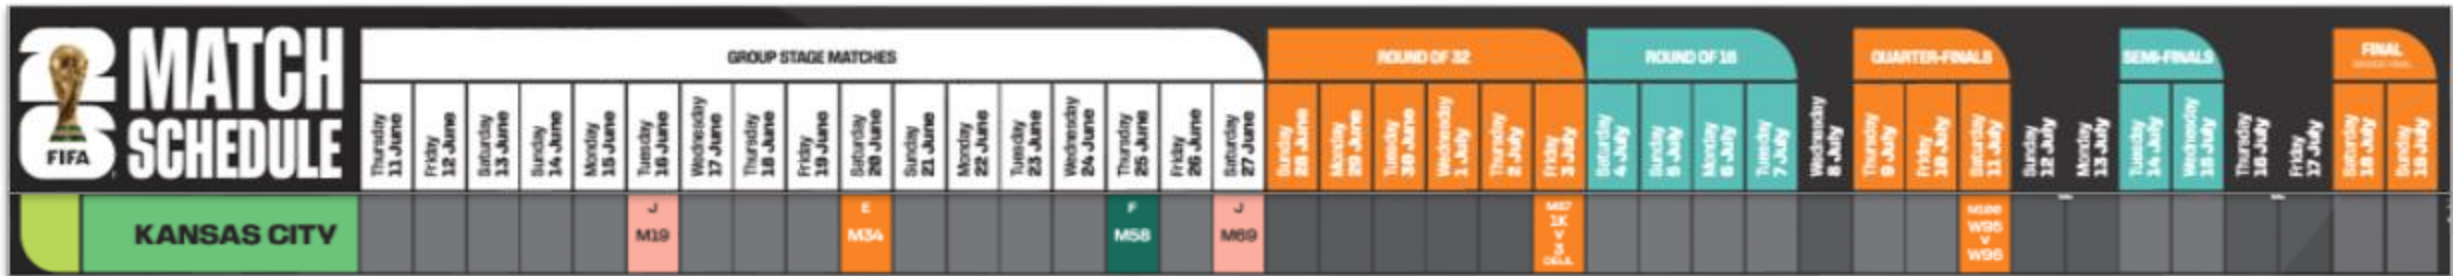 26
FIFA
MATCH
SCHEDULE
GROUP STAGE MATCHES
ROUND OF 32
ROUND OF 16
QUARTER-FINALS
SEMI-FINALS
FINAL
Thursday
11 June
Friday
12 June
Saturday
13 June
Sunday
14 June
Monday
15 June
Tuesday
16 June
Wednesday
17 June
Thursday
18 June
Friday
19 June
Saturday
20 June
Sunday
21 June
Monday
22 June
Tuesday
23 June
Wednesday
24 June
Thursday
25 June
Friday
26 June
Saturday
27 June
Sunday
28 June
Monday
29 June
Tuesday
30 June
Wednesday
1 July
Thursday
2 July
Friday
3 July
Saturday
4 July
Sunday
5 July
Monday
6 July
Tuesday
7 July
Wednesday
8 July
Thursday
9 July
Friday
10 July
Saturday
11 July
Sunday
12 July
Monday
13 July
Tuesday
14 July
Wednesday
15 July
Thursday
16 July
Friday
17 July
Saturday
18 July
Sunday
19 July
KANSAS CITY
J
M19
E
M34
F
M58
J
M69
M87
1K
v
3
M100
W95
v
W96